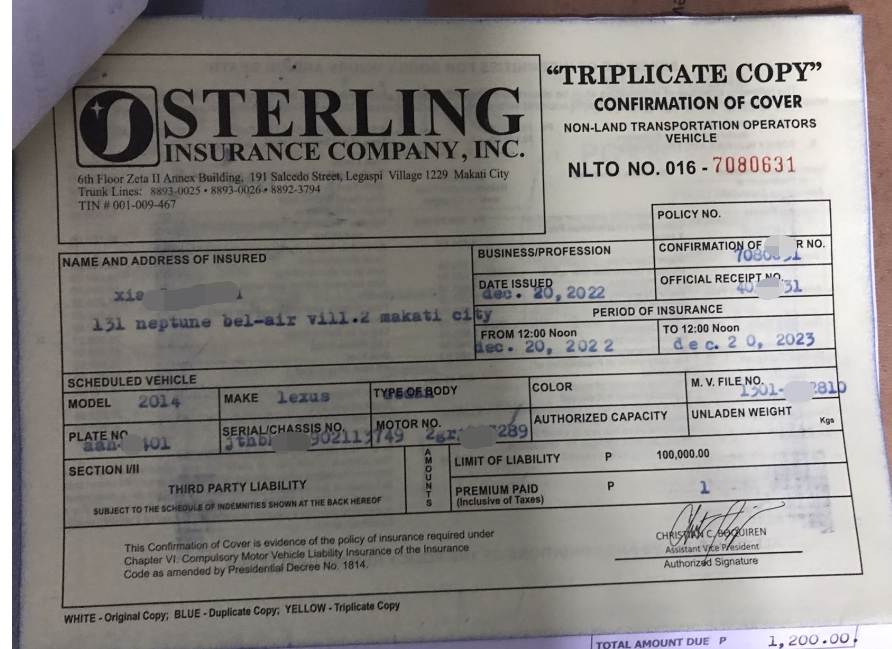 STERLING
INSURANCE COMPANY, INC.
6th Floor Zeta II Annex Building, 191 Salcedo Street, Legaspi Village 1229 Makati City
Trunk Lines: 8893-0025 • 8893-0026 • 8892-3794
TIN # 001-009-467
"TRIPLICATE COPY"
CONFIRMATION OF COVER
NON-LAND TRANSPORTATION OPERATORS
VEHICLE
NLTO NO. 016 - 7080631
POLICY NO.
NAME AND ADDRESS OF INSURED
131 neptune bel-air vill.2 makati city
BUSINESS/PROFESSION
CONFIRMATION OF R NO.
DATE ISSUED
dec. 20, 2022
OFFICIAL RECEIPT NO.
PERIOD OF INSURANCE
FROM 12:00 Noon
dec. 20, 2022
TO 12:00 Noon
dec. 20, 2023
SCHEDULED VEHICLE
MODEL 2014
MAKE lexus
TYPE OF BODY
COLOR
M. V. FILE NO.
PLATE NO
SERIAL/CHASSIS NO.
MOTOR NO.
AUTHORIZED CAPACITY
UNLADEN WEIGHT
Kgs
SECTION I/II
THIRD PARTY LIABILITY
SUBJECT TO THE SCHEDULE OF INDEMNITIES SHOWN AT THE BACK HEREOF
AMOUNTS
LIMIT OF LIABILITY P 100,000.00
PREMIUM PAID P 1
(Inclusive of Taxes)
This Confirmation of Cover is evidence of the policy of insurance required under
Chapter VI. Compulsory Motor Vehicle Liability Insurance of the Insurance
Code as amended by Presidential Decree No. 1814.
CHRISTIAN C. BOQUIREN
Assistant Vice President
Authorized Signature
WHITE - Original Copy; BLUE - Duplicate Copy; YELLOW - Triplicate Copy
TOTAL AMOUNT DUE P 1,200.00